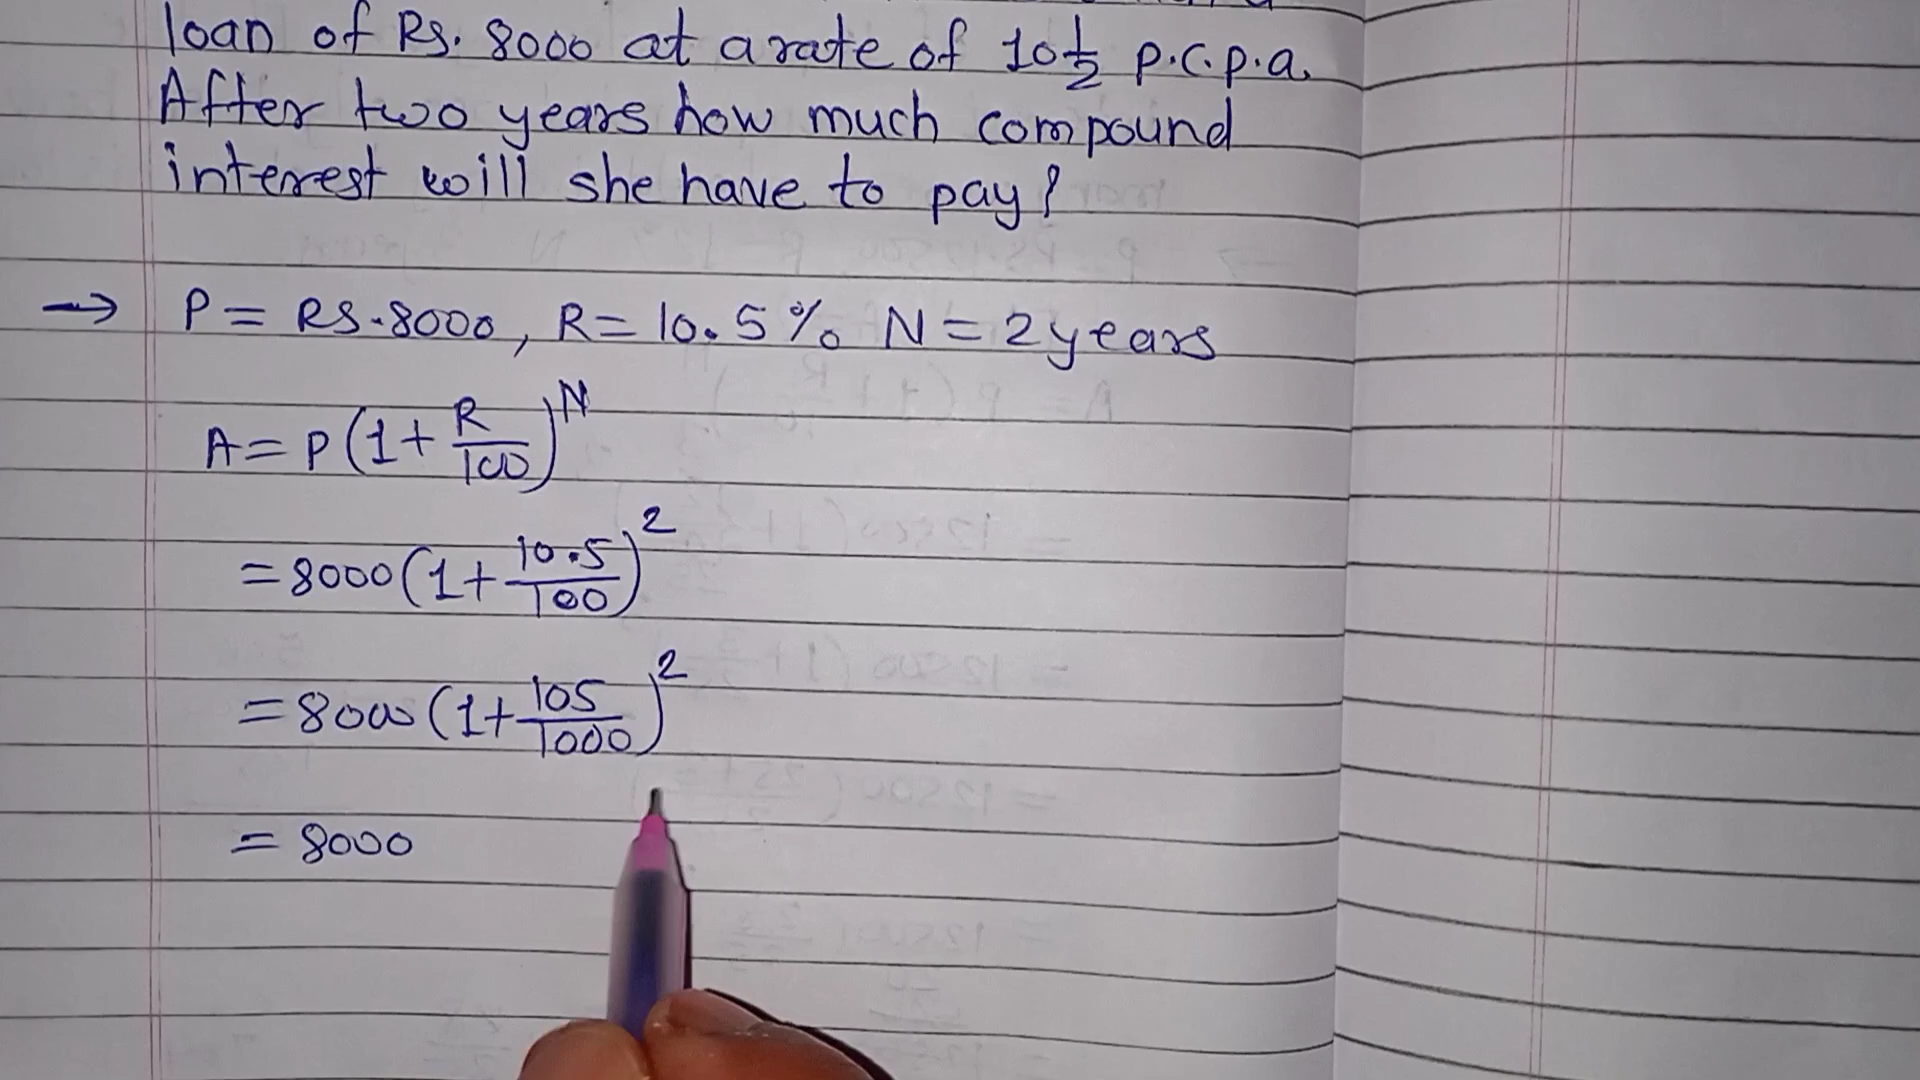 loan of Rs. 8000 at a rate of 10 1/2 p.c.p.a.
After two years how much compound
interest will she have to pay?
→ P = RS.8000, R = 10.5% N = 2 years
A = P(1 + R/100)^N
= 8000(1 + 10.5/100)^2
= 8000(1 + 105/1000)^2
= 8000